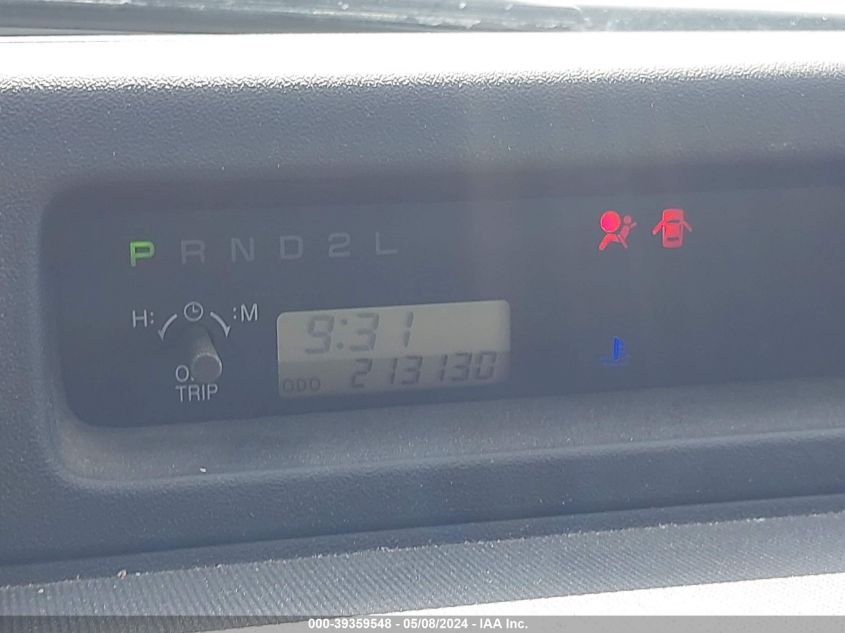 P R N D 2 L
H: :M
9:31
ODO 213130
O.
TRIP
000-39359548 - 05/08/2024 - IAA Inc.